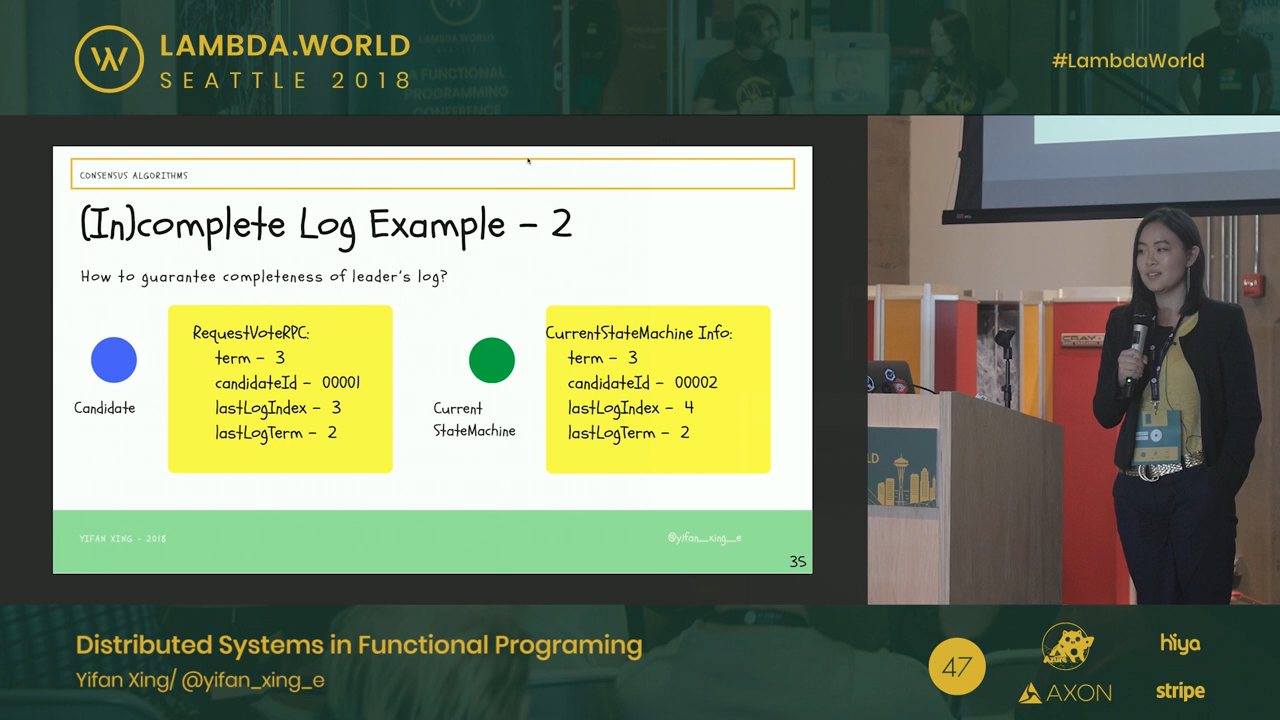 LAMBDA.WORLD
SEATTLE 2018
#LambdaWorld
CONSENSUS ALGORITHMS
(In)complete Log Example - 2
How to guarantee completeness of leader's log?
Candidate
RequestVoteRPC:
term - 3
candidateId - 00001
lastLogIndex - 3
lastLogTerm - 2
Current
StateMachine
CurrentStateMachine Info:
term - 3
candidateId - 00002
lastLogIndex - 4
lastLogTerm - 2
YIFAN XING - 2018
@yifan_xing_e
35
CRAY
LD
Distributed Systems in Functional Programing
Yifan Xing/ @yifan_xing_e
47
Azure
AXON
hiya
stripe